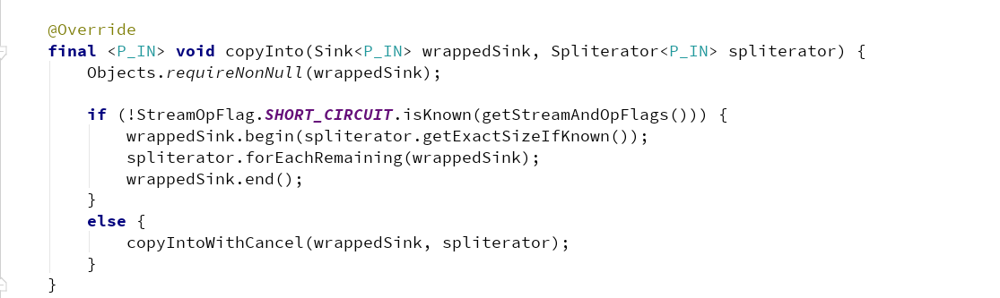 @Override
final <P_IN> void copyInto(Sink<P_IN> wrappedSink, Spliterator<P_IN> spliterator) {
    Objects.requireNonNull(wrappedSink);

    if (!StreamOpFlag.SHORT_CIRCUIT.isKnown(getStreamAndOpFlags())) {
        wrappedSink.begin(spliterator.getExactSizeIfKnown());
        spliterator.forEachRemaining(wrappedSink);
        wrappedSink.end();
    }
    else {
        copyIntoWithCancel(wrappedSink, spliterator);
    }
}